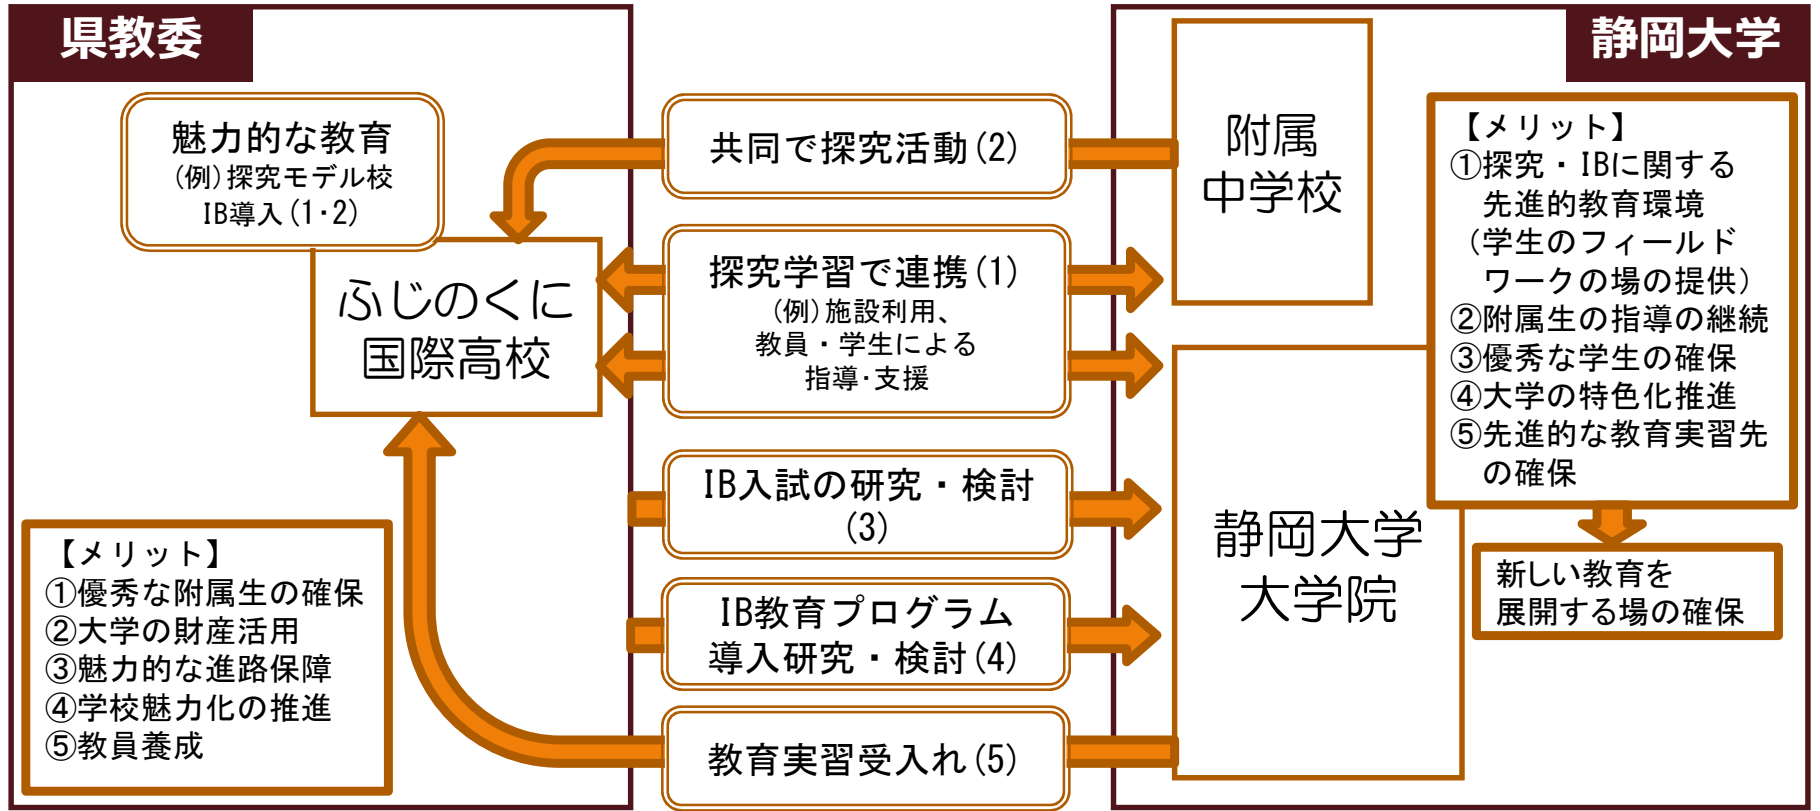 県教委
魅力的な教育
(例)探究モデル校
IB導入(1・2)
ふじのくに
国際高校
【メリット】
①優秀な附属生の確保
②大学の財産活用
③魅力的な進路保障
④学校魅力化の推進
⑤教員養成
共同で探究活動(2)
探究学習で連携(1)
(例)施設利用、
教員・学生による
指導・支援
IB入試の研究・検討
(3)
IB教育プログラム
導入研究・検討(4)
教育実習受入れ(5)
静岡大学
附属
中学校
静岡大学
大学院
【メリット】
①探究・IBに関する
先進的教育環境
(学生のフィールド
ワークの場の提供)
②附属生の指導の継続
③優秀な学生の確保
④大学の特色化推進
⑤先進的な教育実習先
の確保
新しい教育を
展開する場の確保